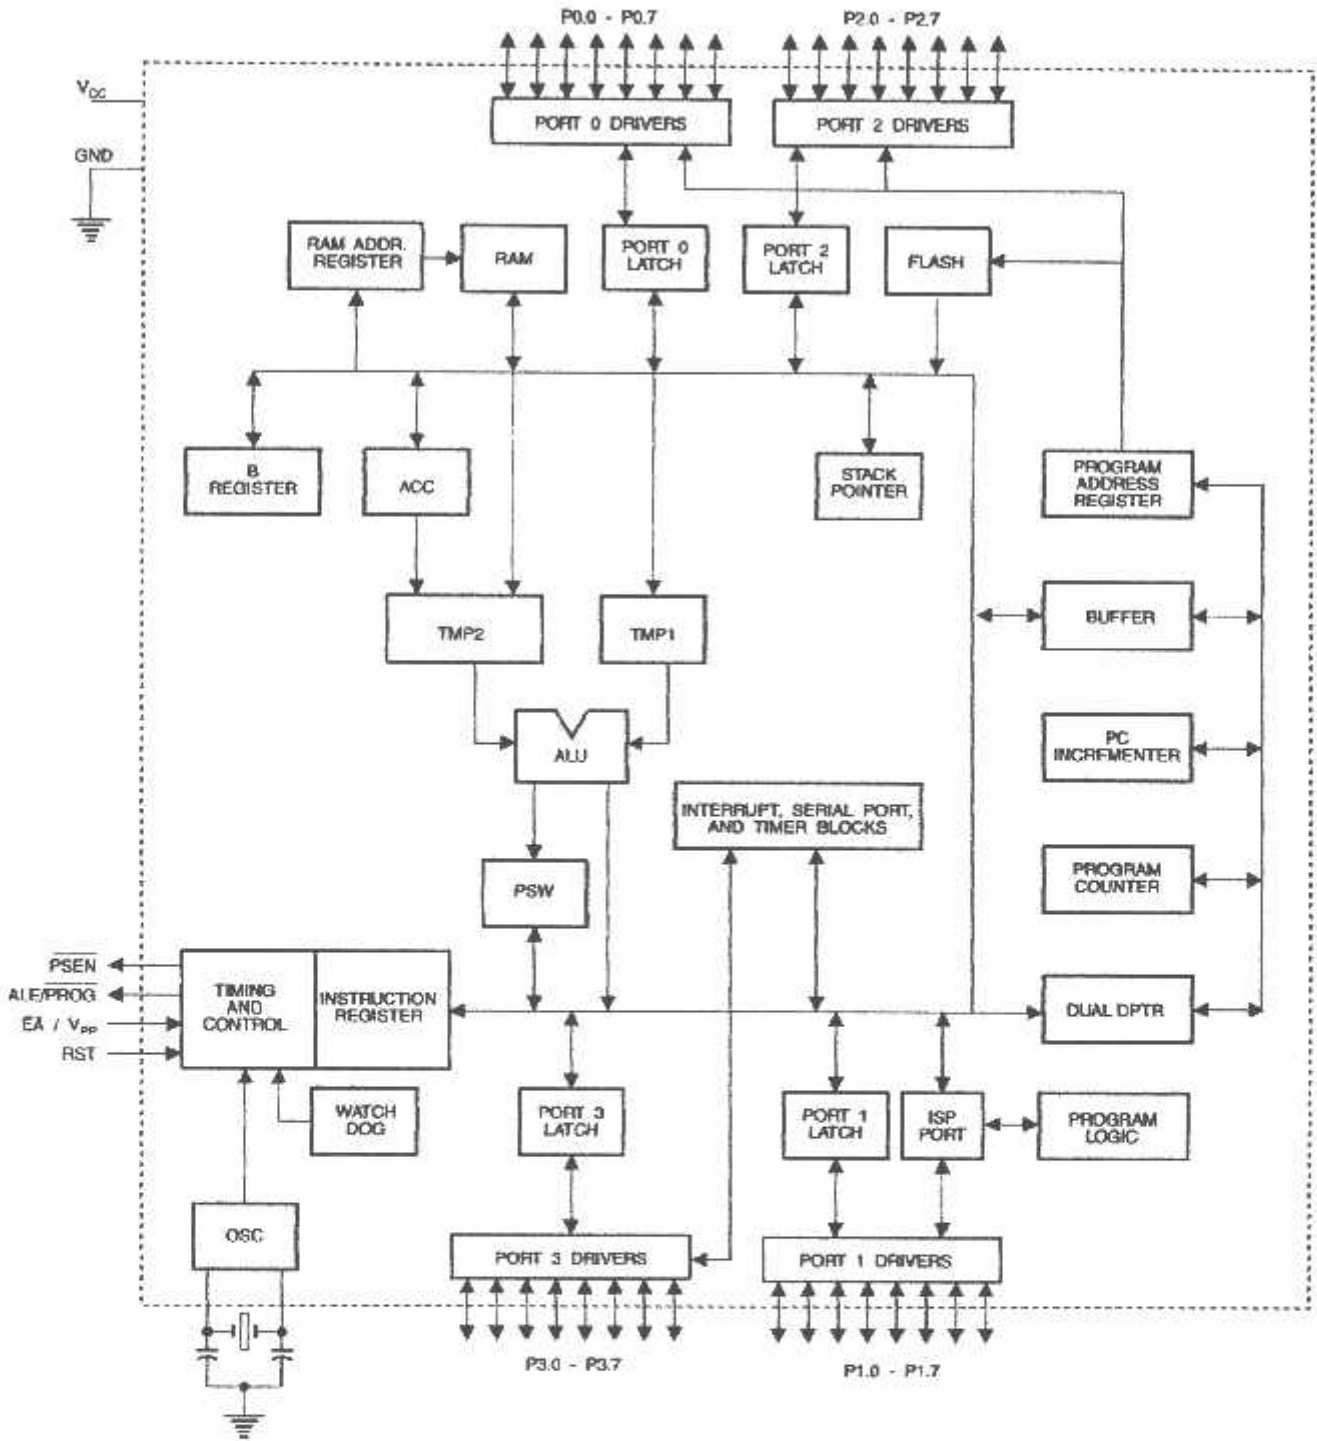 P0.0 - P0.7
P2.0 - P2.7
VCC
GND
PORT 0 DRIVERS
PORT 2 DRIVERS
RAM ADDR.
REGISTER
RAM
PORT 0
LATCH
PORT 2
LATCH
FLASH
B
REGISTER
ACC
STACK
POINTER
PROGRAM
ADDRESS
REGISTER
TMP2
TMP1
BUFFER
ALU
PC
INCREMENTER
INTERRUPT, SERIAL PORT,
AND TIMER BLOCKS
PSW
PROGRAM
COUNTER
PSEN
ALE/PROG
EA / VPP
RST
TIMING
AND
CONTROL
INSTRUCTION
REGISTER
DUAL DPTR
WATCH
DOG
PORT 3
LATCH
PORT 1
LATCH
ISP
PORT
PROGRAM
LOGIC
OSC
PORT 3 DRIVERS
PORT 1 DRIVERS
P3.0 - P3.7
P1.0 - P1.7